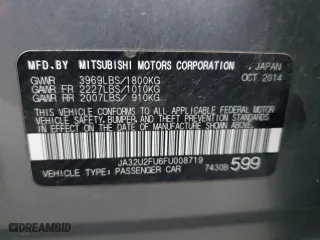 MFD.BY MITSUBISHI MOTORS CORPORATION, JAPAN
GVWR 3969LBS/1800KG OCT 2014
GAWR FR 2227LBS/1010KG
GAWR RR 2007LBS/ 910KG
THIS VEHICLE CONFORMS TO ALL APPLICABLE FEDERAL
MOTOR VEHICLE SAFETY, BUMPER, AND THEFT PREVENTION
STANDARDS IN EFFECT ON THE DATE OF MANUFACTURE
SHOWN ABOVE.
JA32U2FU6FU008719
VEHICLE TYPE: PASSENGER CAR 7430B 599